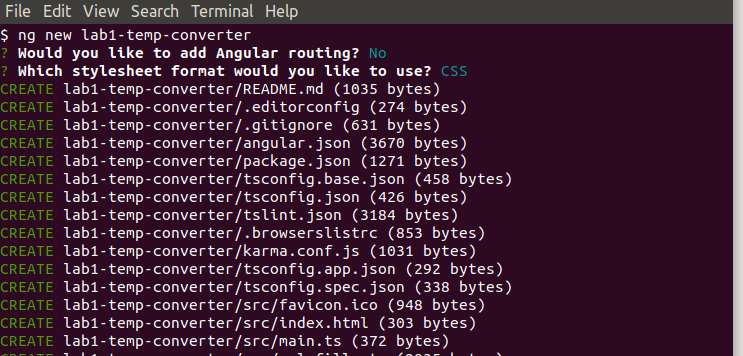 File Edit View Search Terminal Help
$ ng new lab1-temp-converter
? Would you like to add Angular routing? No
? Which stylesheet format would you like to use? CSS
CREATE lab1-temp-converter/README.md (1035 bytes)
CREATE lab1-temp-converter/.editorconfig (274 bytes)
CREATE lab1-temp-converter/.gitignore (631 bytes)
CREATE lab1-temp-converter/angular.json (3670 bytes)
CREATE lab1-temp-converter/package.json (1271 bytes)
CREATE lab1-temp-converter/tsconfig.base.json (458 bytes)
CREATE lab1-temp-converter/tsconfig.json (426 bytes)
CREATE lab1-temp-converter/tslint.json (3184 bytes)
CREATE lab1-temp-converter/.browserslistrc (853 bytes)
CREATE lab1-temp-converter/karma.conf.js (1031 bytes)
CREATE lab1-temp-converter/tsconfig.app.json (292 bytes)
CREATE lab1-temp-converter/tsconfig.spec.json (338 bytes)
CREATE lab1-temp-converter/src/favicon.ico (948 bytes)
CREATE lab1-temp-converter/src/index.html (303 bytes)
CREATE lab1-temp-converter/src/main.ts (372 bytes)